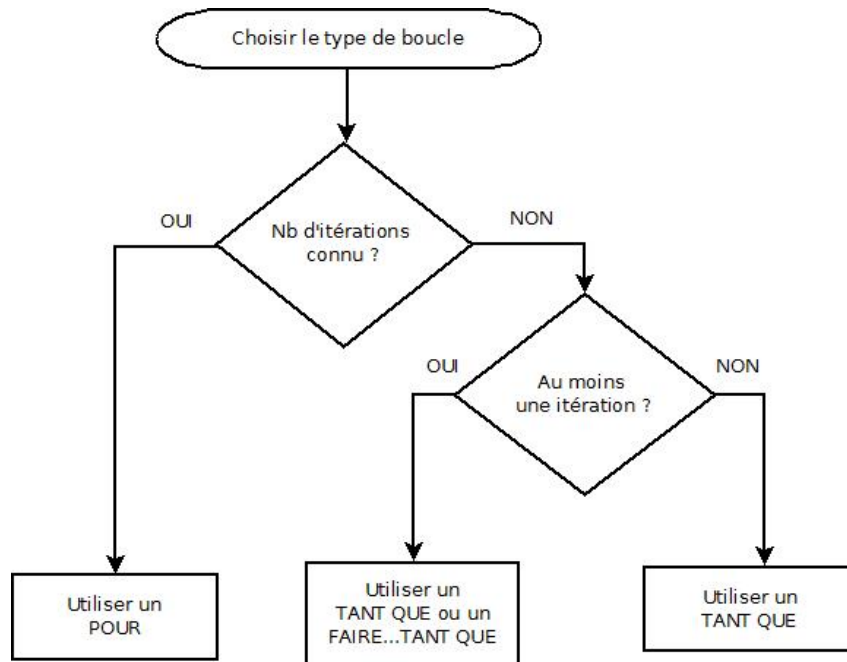 Choisir le type de boucle
OUI
NON
Nb d'itérations
connu ?
OUI
NON
Au moins
une itération ?
Utiliser un
POUR
Utiliser un
TANT QUE ou un
FAIRE...TANT QUE
Utiliser un
TANT QUE